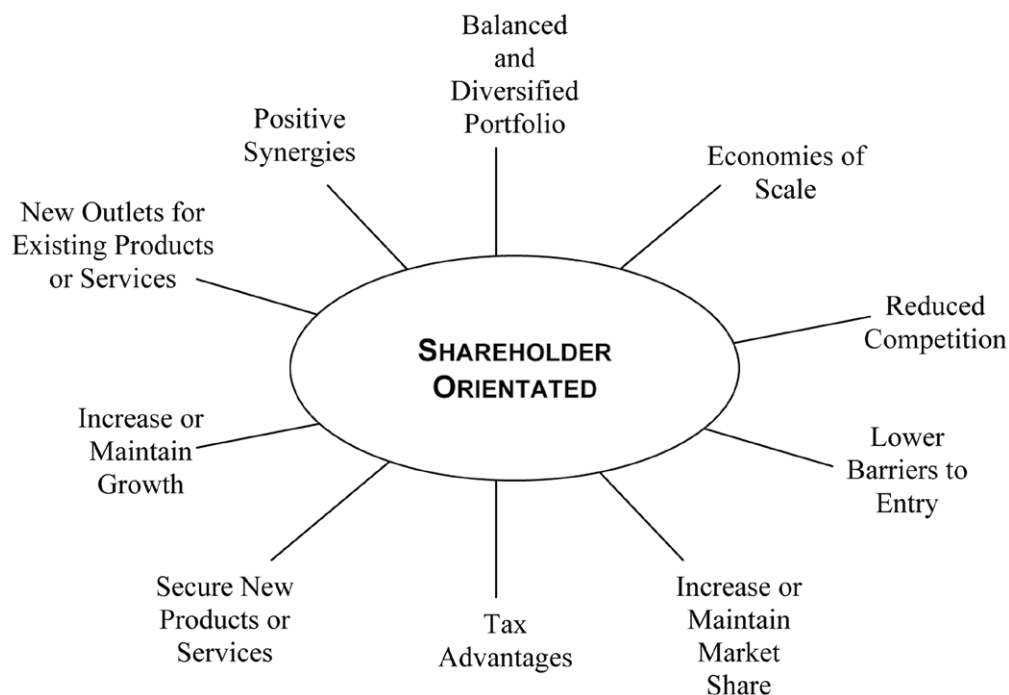 Balanced
and
Diversified
Portfolio
Positive
Synergies
Economies of
Scale
New Outlets for
Existing Products
or Services
Reduced
Competition
SHAREHOLDER
ORIENTATED
Increase or
Maintain
Growth
Lower
Barriers to
Entry
Secure New
Products or
Services
Tax
Advantages
Increase or
Maintain
Market
Share